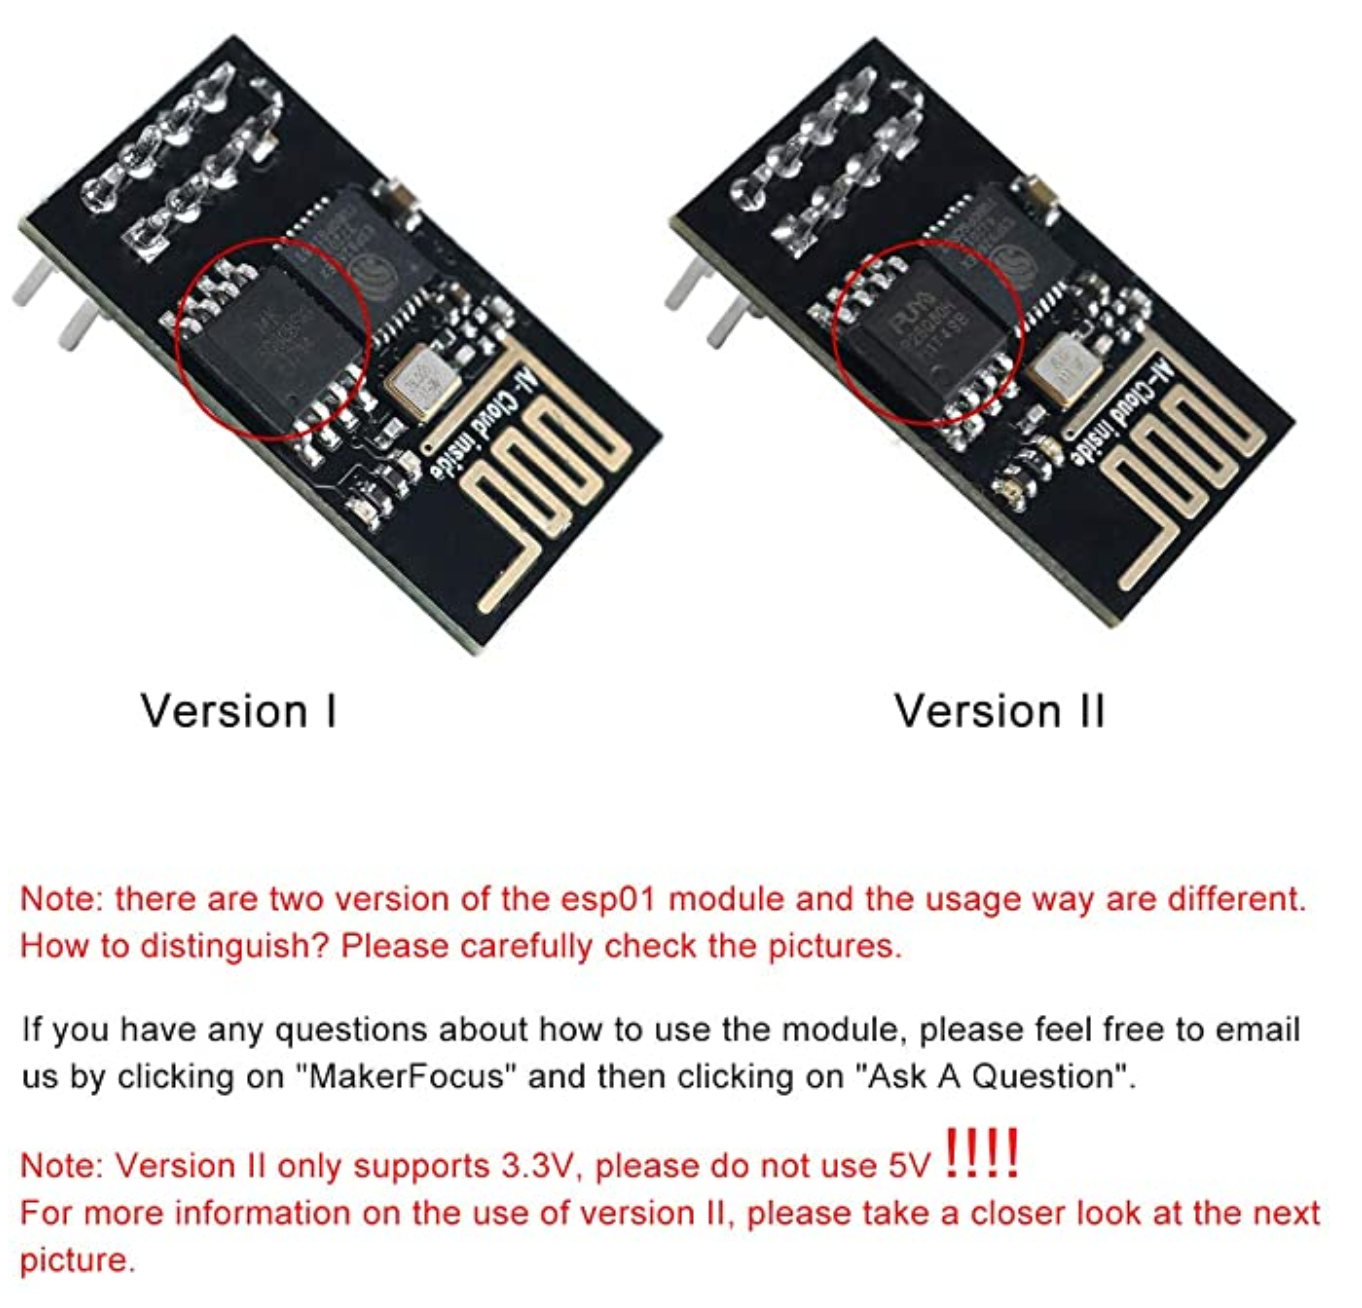 AI-Cloud inside
PUYA
P25Q80H
AI-Cloud inside
Version I
Version II
Note: there are two version of the esp01 module and the usage way are different.
How to distinguish? Please carefully check the pictures.
If you have any questions about how to use the module, please feel free to email
us by clicking on "MakerFocus" and then clicking on "Ask A Question".
Note: Version II only supports 3.3V, please do not use 5V !!!!
For more information on the use of version II, please take a closer look at the next
picture.